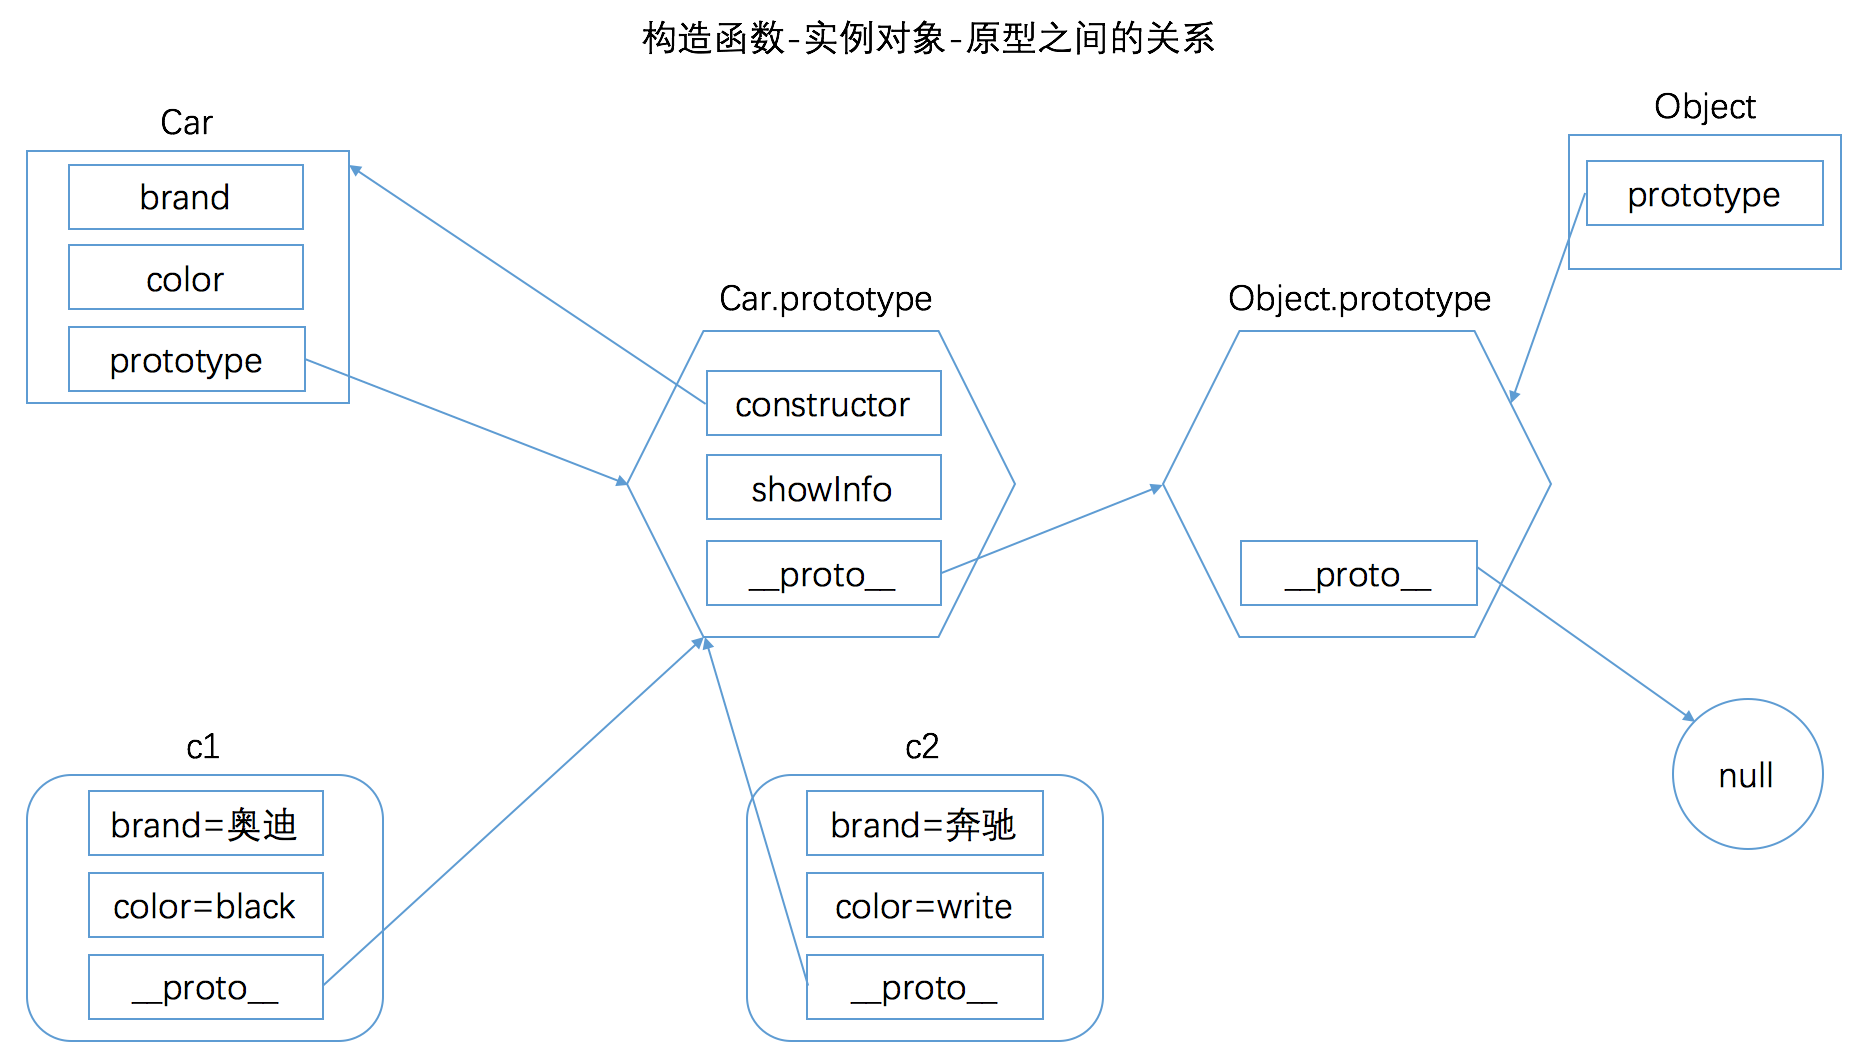 构造函数-实例对象-原型之间的关系
Car
brand
color
prototype
Car.prototype
constructor
showInfo
__proto__
Object.prototype
__proto__
Object
prototype
null
c1
brand=奥迪
color=black
__proto__
c2
brand=奔驰
color=write
__proto__